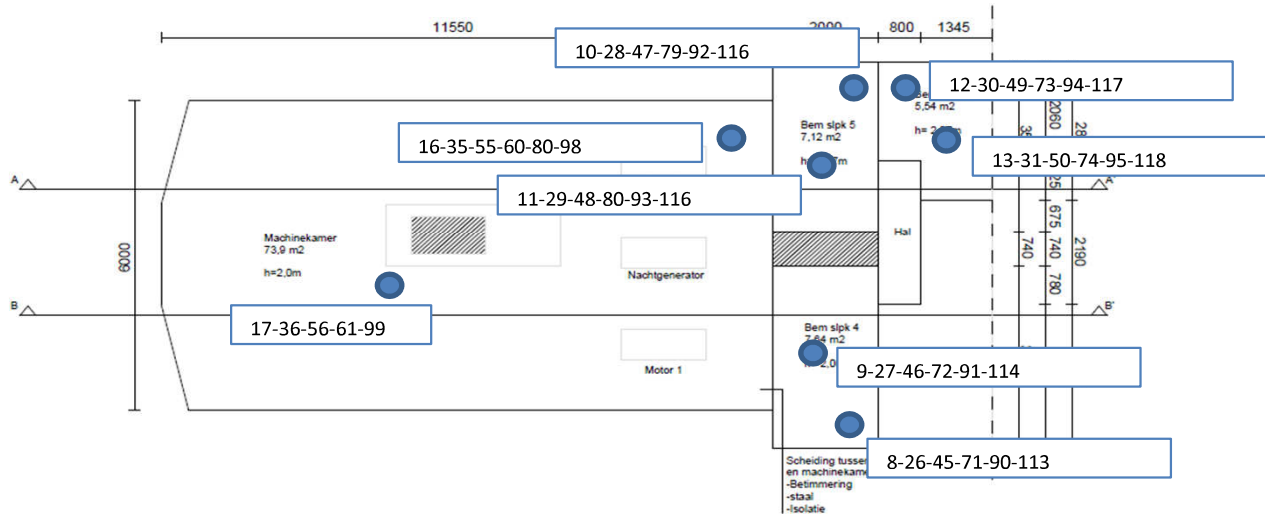 11550
2000
800
1345
10-28-47-79-92-116
12-30-49-73-94-117
5,54 m2
Bem slpk 5
7,12 m2
16-35-55-60-80-98
13-31-50-74-95-118
2060
A
A'
11-29-48-80-93-116
Hal
675
740
740
780
2190
6000
Machinekamer
73,9 m2
h=2,0m
Nachtgenerator
B
B'
17-36-56-61-99
Bem slpk 4
Motor 1
9-27-46-72-91-114
8-26-45-71-90-113
Scheiding
-Betimmering
-staal
-Isolatie